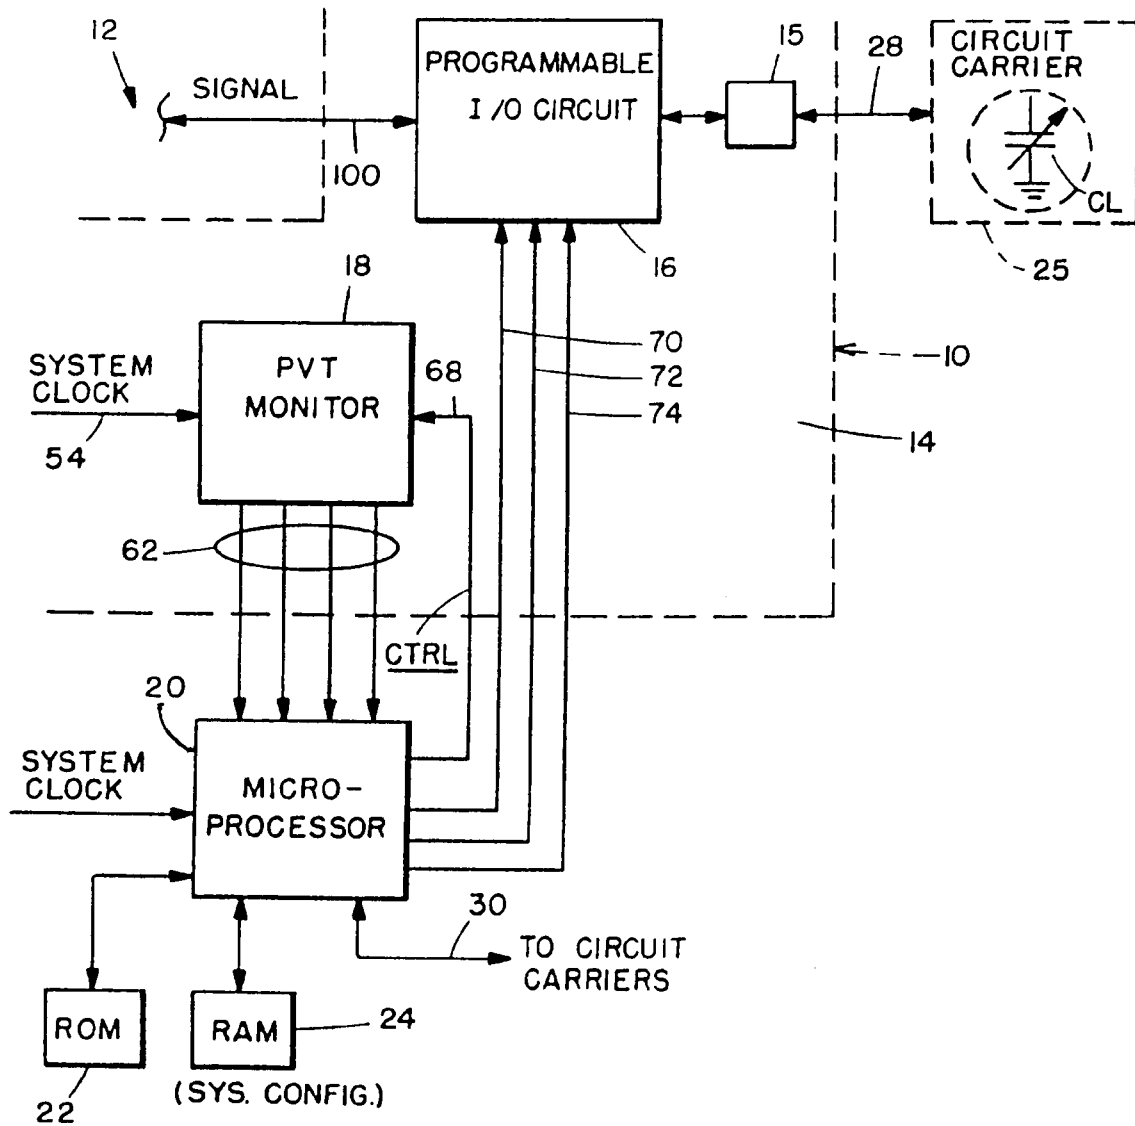 12
SIGNAL
100
PROGRAMMABLE
I/O CIRCUIT
15
28
CIRCUIT
CARRIER
CL
25
16
18
PVT
MONITOR
SYSTEM
CLOCK
54
68
70
72
74
10
14
62
CTRL
20
SYSTEM
CLOCK
MICRO-
PROCESSOR
30
TO CIRCUIT
CARRIERS
ROM
22
RAM
24
(SYS. CONFIG.)